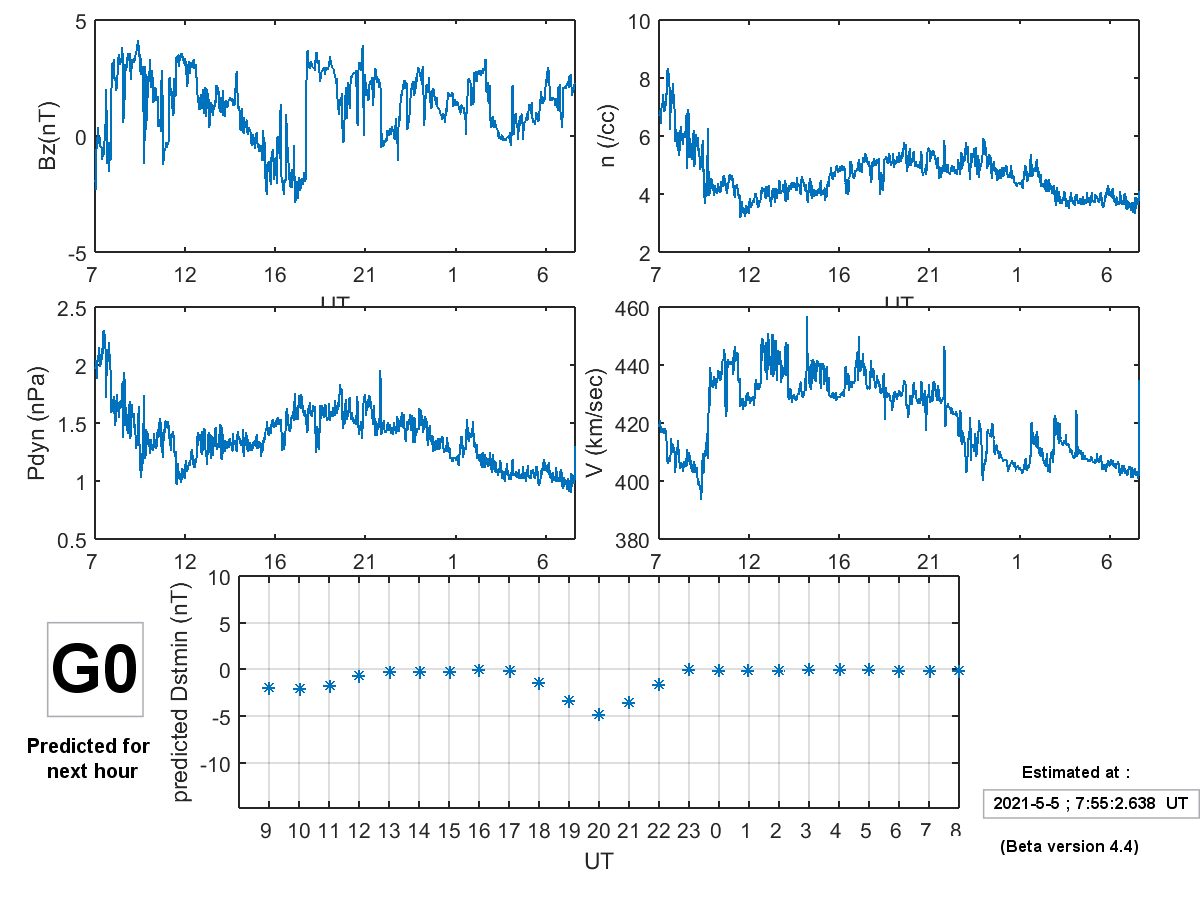 5
0
-5
Bz(nT)
7 12 16 21 1 6
UT
10
8
6
4
2
n (/cc)
7 12 16 21 1 6
UT
2.5
2
1.5
1
0.5
Pdyn (nPa)
7 12 16 21 1 6
460
440
420
400
380
V (km/sec)
7 12 16 21 1 6
10
5
0
-5
-10
predicted Dstmin (nT)
9 10 11 12 13 14 15 16 17 18 19 20 21 22 23 0 1 2 3 4 5 6 7 8
UT
G0
Predicted for
next hour
Estimated at :
2021-5-5 ; 7:55:2.638 UT
(Beta version 4.4)